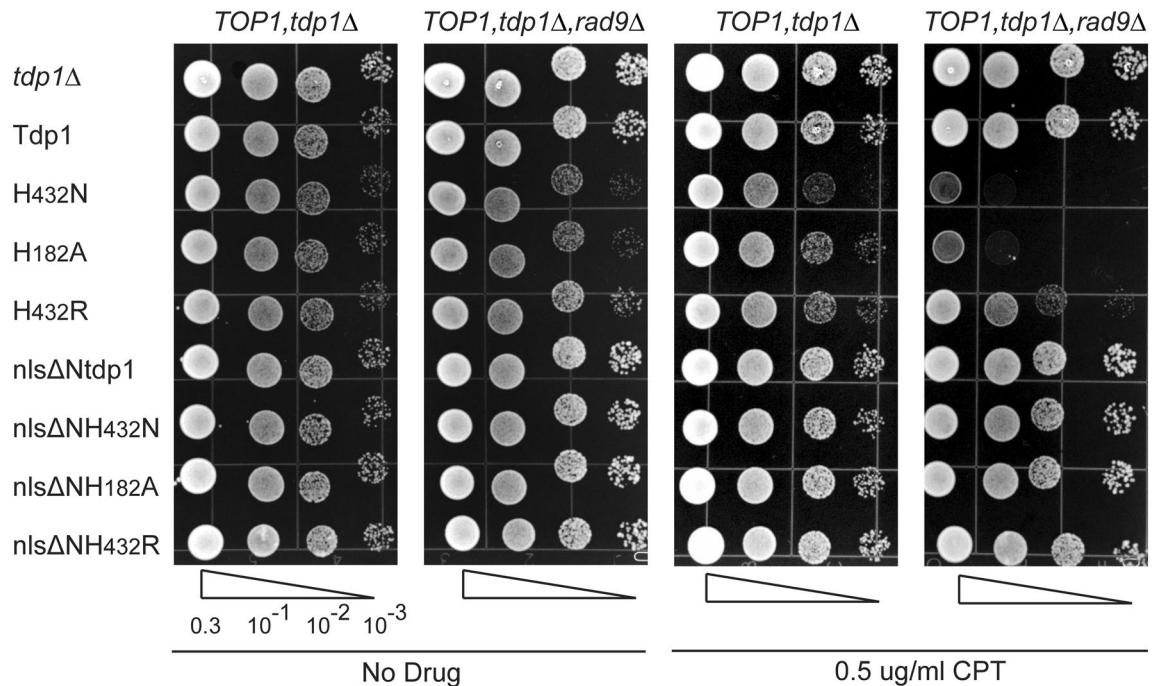 TOP1,tdp1Δ TOP1,tdp1Δ,rad9Δ TOP1,tdp1Δ TOP1,tdp1Δ,rad9Δ
tdp1Δ
Tdp1
H432N
H182A
H432R
nlsΔNtdp1
nlsΔNH432N
nlsΔNH182A
nlsΔNH432R
0.3 10⁻¹ 10⁻² 10⁻³
No Drug 0.5 ug/ml CPT